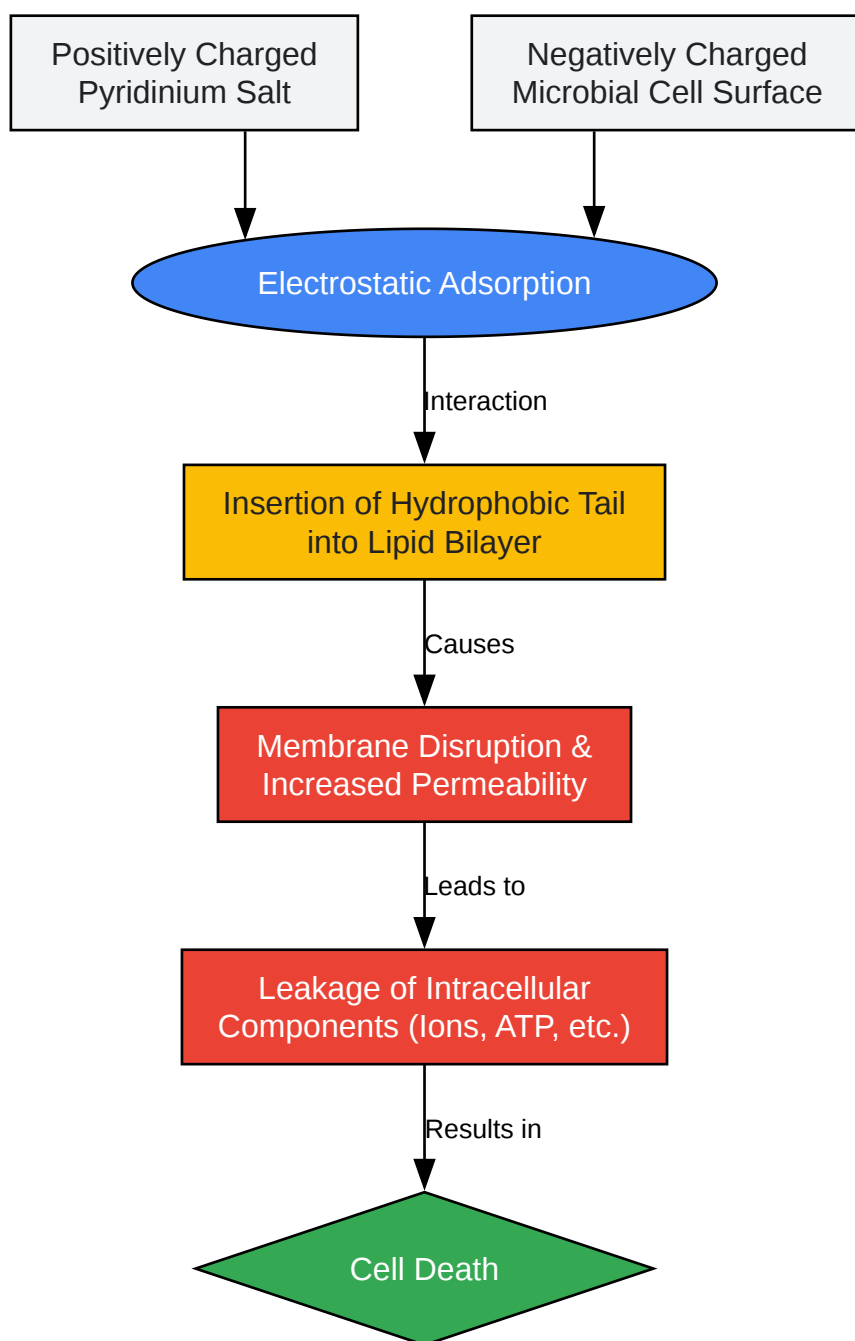 Positively Charged
Pyridinium Salt
Negatively Charged
Microbial Cell Surface
Electrostatic Adsorption
Interaction
Insertion of Hydrophobic Tail
into Lipid Bilayer
Causes
Membrane Disruption &
Increased Permeability
Leads to
Leakage of Intracellular
Components (Ions, ATP, etc.)
Results in
Cell Death